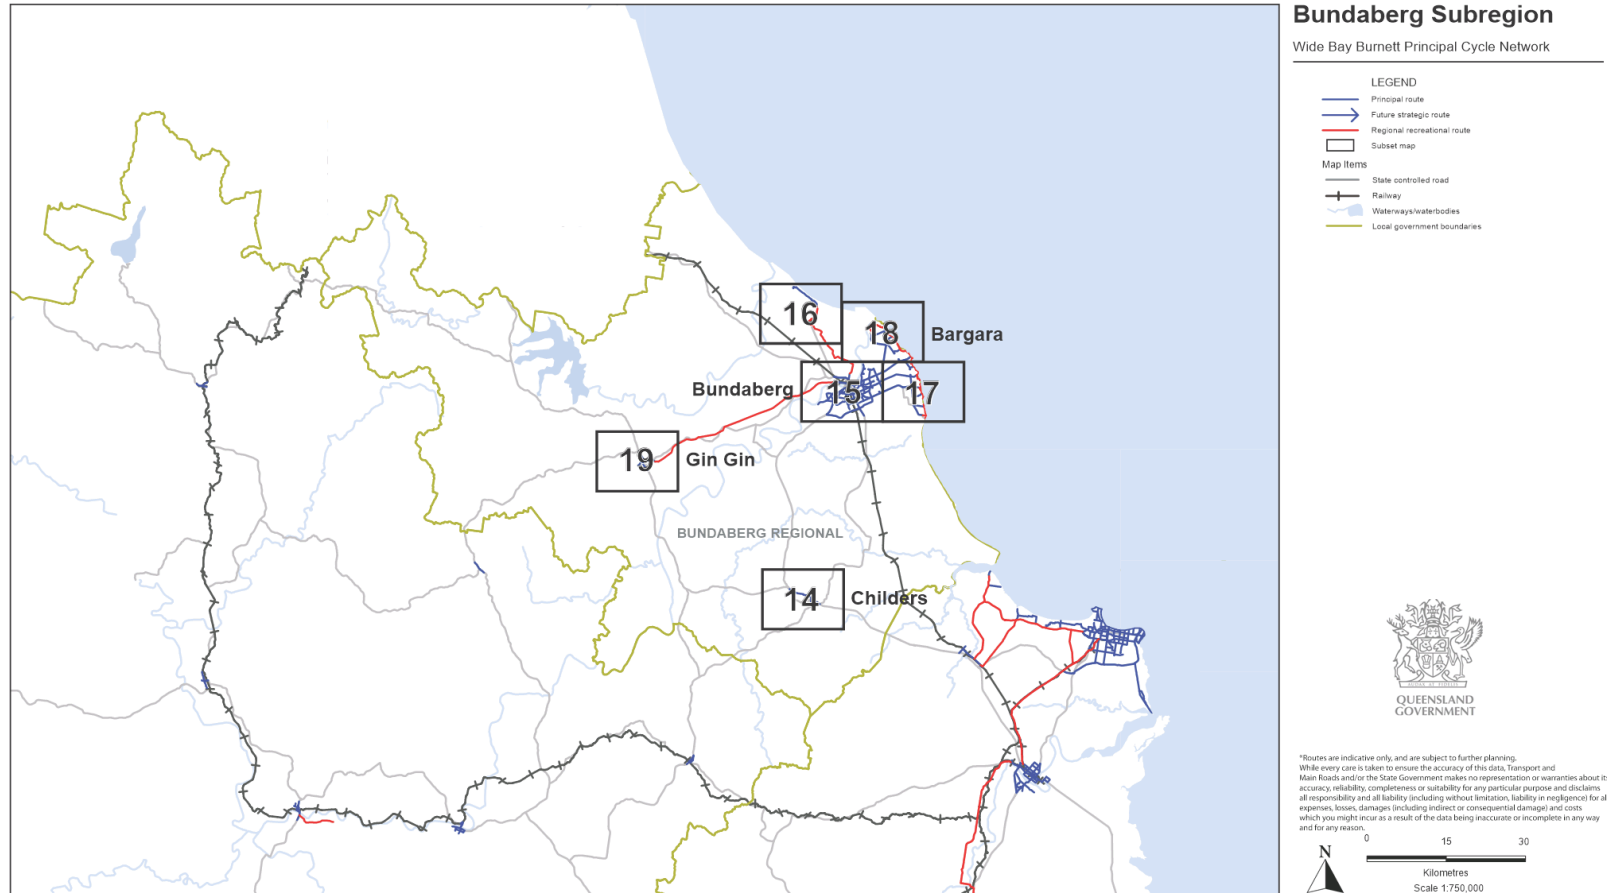 Bundaberg Subregion
Wide Bay Burnett Principal Cycle Network
LEGEND
Principal route
Future strategic route
Regional recreational route
Subset map
Map Items
State controlled road
Railway
Waterways/waterbodies
Local government boundaries
16
18
Bargara
Bundaberg
15
17
19
Gin Gin
BUNDABERG REGIONAL
14
Childers
QUEENSLAND
GOVERNMENT
*Routes are indicative only, and are subject to further planning.
While every care is taken to ensure the accuracy of this data, Transport and
Main Roads and/or the State Government makes no representation or warranties about its
accuracy, reliability, completeness or suitability for any particular purpose and disclaims
all responsibility and all liability (including without limitation, liability in negligence) for all
expenses, losses, damages (including indirect or consequential damage) and costs
which you might incur as a result of the data being inaccurate or incomplete in any way
and for any reason.
N
0 15 30
Kilometres
Scale 1:750,000